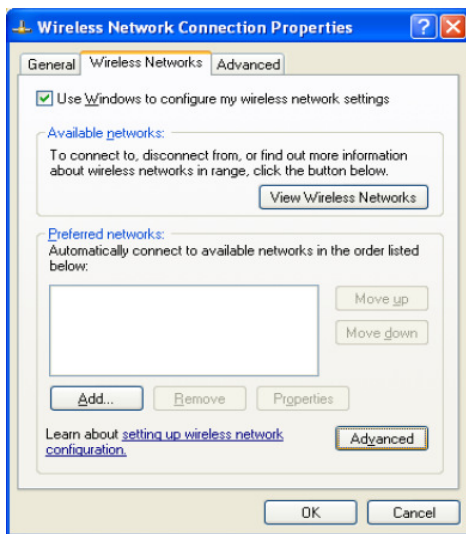 Wireless Network Connection Properties
General Wireless Networks Advanced
Use Windows to configure my wireless network settings
Available networks:
To connect to, disconnect from, or find out more information
about wireless networks in range, click the button below.
View Wireless Networks
Preferred networks:
Automatically connect to available networks in the order listed
below:
Move up
Move down
Add... Remove Properties
Learn about setting up wireless network
configuration.
Advanced
OK Cancel